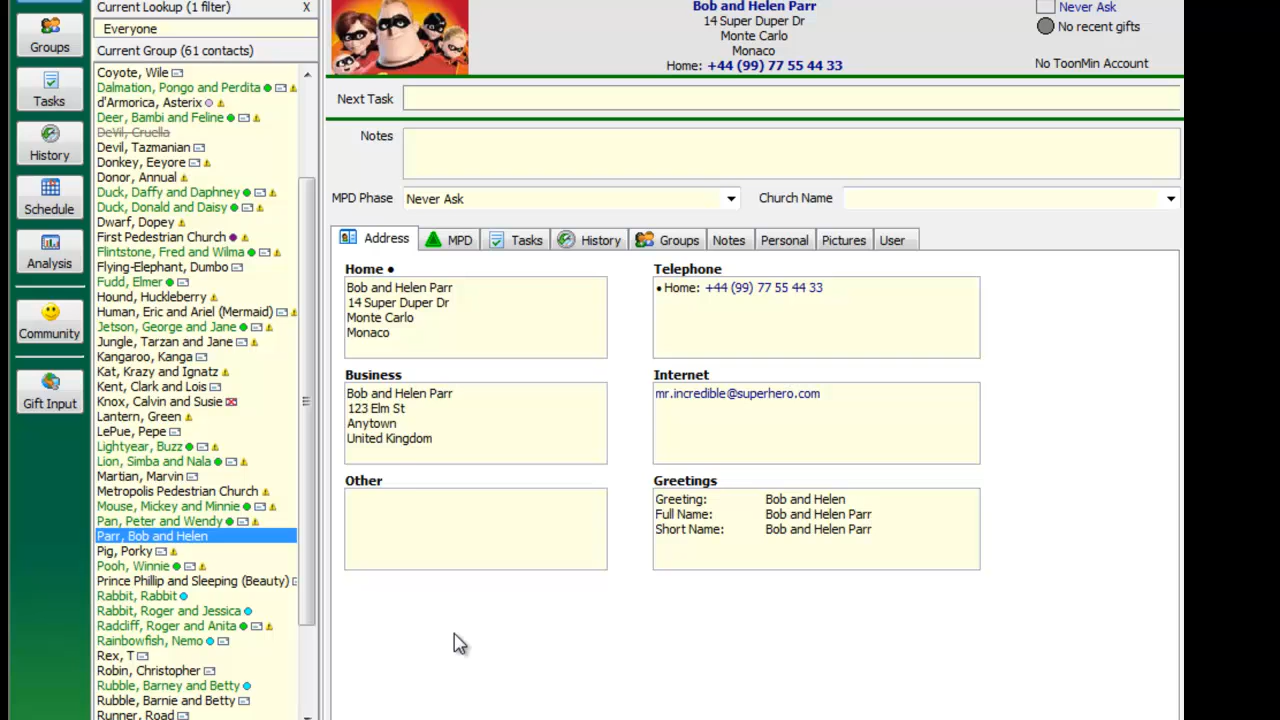 Current Lookup (1 filter)
X
Everyone
Current Group (61 contacts)
Groups
Tasks
History
Schedule
Analysis
Community
Gift Input
Coyote, Wile
Dalmation, Pongo and Perdita
d'Armorica, Asterix
Deer, Bambi and Feline
DeVil, Cruella
Devil, Tazmanian
Donkey, Eeyore
Donor, Annual
Duck, Daffy and Daphney
Duck, Donald and Daisy
Dwarf, Dopey
First Pedestrian Church
Flintstone, Fred and Wilma
Flying-Elephant, Dumbo
Fudd, Elmer
Hound, Huckleberry
Human, Eric and Ariel (Mermaid)
Jetson, George and Jane
Jungle, Tarzan and Jane
Kangaroo, Kanga
Kat, Krazy and Ignatz
Kent, Clark and Lois
Knox, Calvin and Susie
Lantern, Green
LePue, Pepe
Lightyear, Buzz
Lion, Simba and Nala
Martian, Marvin
Metropolis Pedestrian Church
Mouse, Mickey and Minnie
Pan, Peter and Wendy
Parr, Bob and Helen
Pig, Porky
Pooh, Winnie
Prince Phillip and Sleeping (Beauty)
Rabbit, Rabbit
Rabbit, Roger and Jessica
Radcliff, Roger and Anita
Rainbowfish, Nemo
Rex, T
Robin, Christopher
Rubble, Barney and Betty
Rubble, Barnie and Betty
Runner, Road
Bob and Helen Parr
14 Super Duper Dr
Monte Carlo
Monaco
Home: +44 (99) 77 55 44 33
Never Ask
No recent gifts
No ToonMin Account
Next Task
Notes
MPD Phase
Never Ask
Church Name
Address
MPD
Tasks
History
Groups
Notes
Personal
Pictures
User
Home •
Bob and Helen Parr
14 Super Duper Dr
Monte Carlo
Monaco
Telephone
• Home: +44 (99) 77 55 44 33
Business
Bob and Helen Parr
123 Elm St
Anytown
United Kingdom
Internet
mr.incredible@superhero.com
Other
Greetings
Greeting: Bob and Helen
Full Name: Bob and Helen Parr
Short Name: Bob and Helen Parr